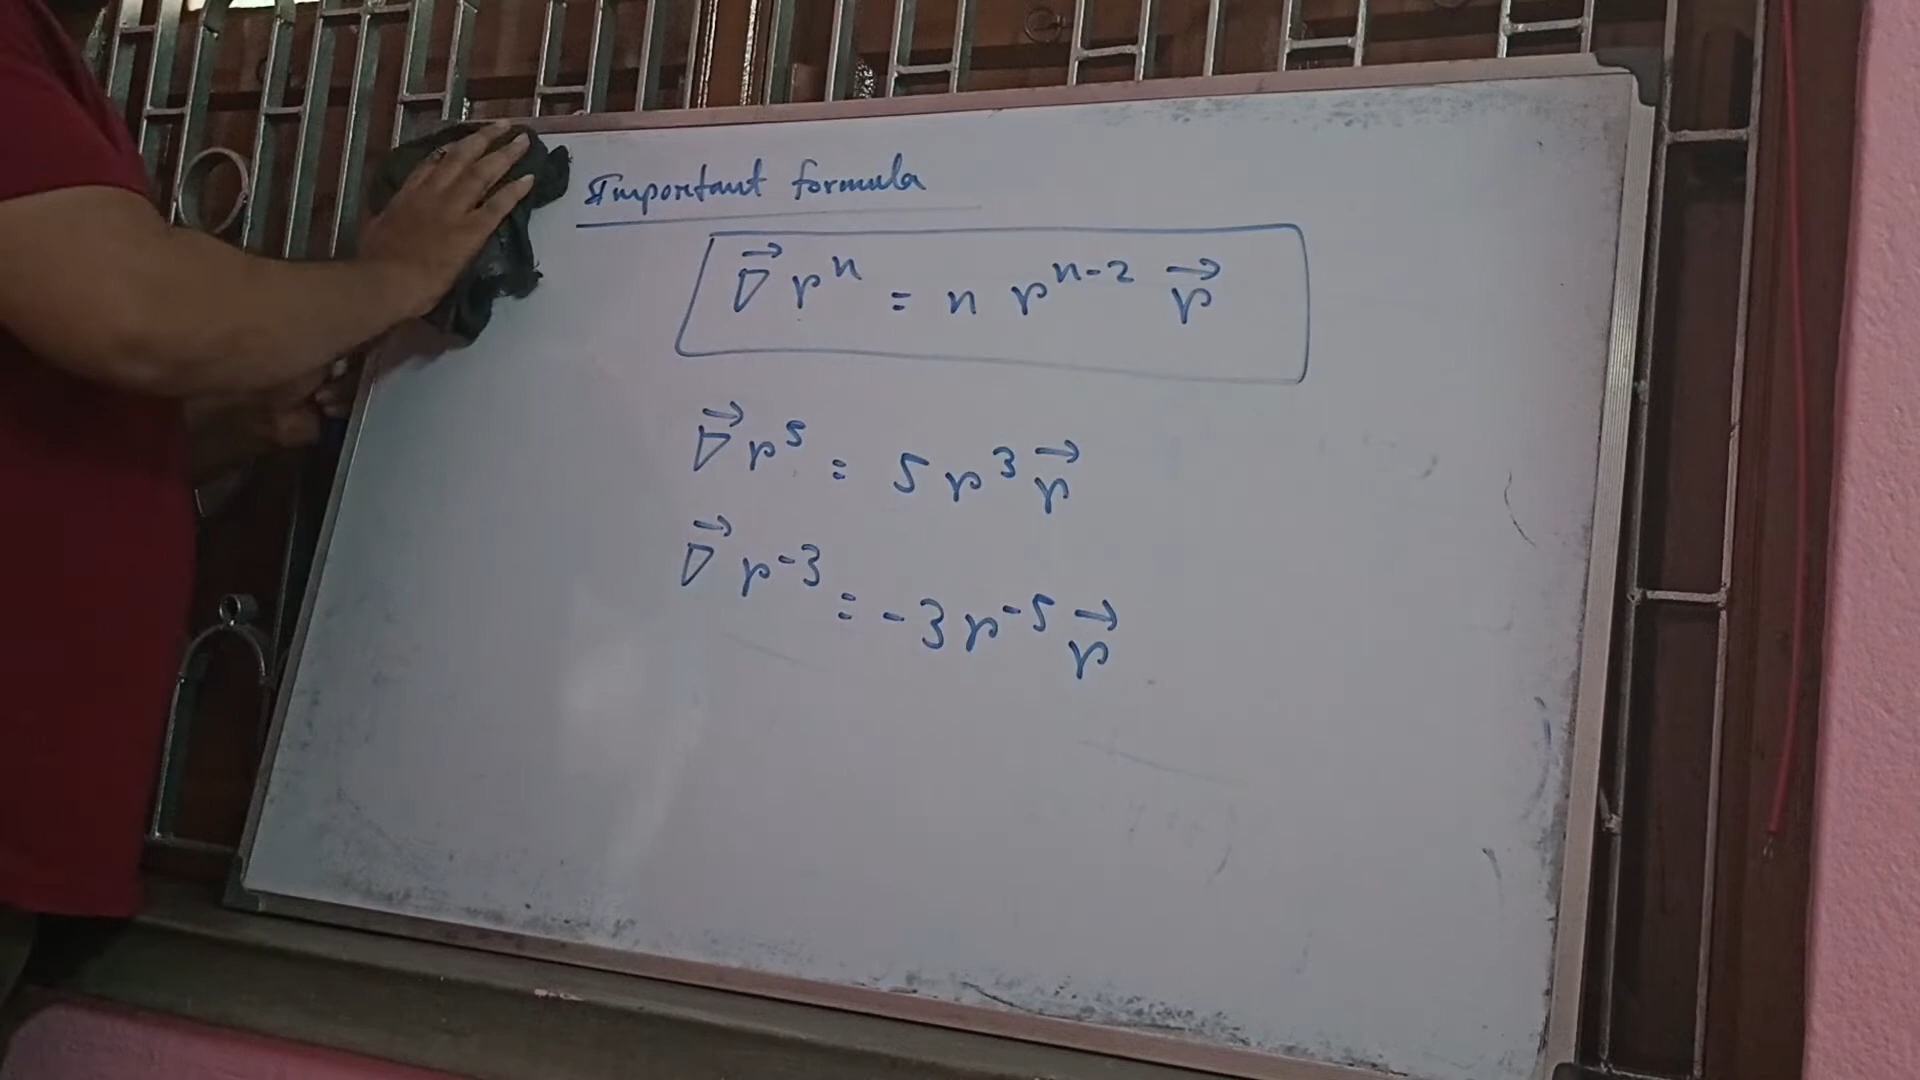 Important formula
∇⃗ rⁿ = n rⁿ⁻² r⃗
∇⃗ r⁵ = 5 r³ r⃗
∇⃗ r⁻³ = -3 r⁻⁵ r⃗